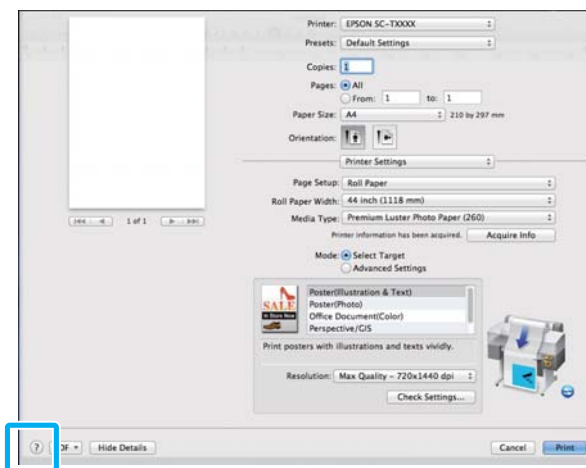 Printer: EPSON SC-TXXXX
Presets: Default Settings
Copies: 1
Pages: All
From: 1 to: 1
Paper Size: A4 210 by 297 mm
Orientation:
Printer Settings
Page Setup: Roll Paper
Roll Paper Width: 44 inch (1118 mm)
Media Type: Premium Luster Photo Paper (260)
Printer information has been acquired. Acquire Info
1 of 1
Mode: Select Target
Advanced Settings
SALE
In Store Now
Poster(Illustration & Text)
Poster(Photo)
Office Document(Color)
Perspective/GIS
Print posters with illustrations and texts vividly.
Resolution: Max Quality - 720x1440 dpi
Check Settings...
? DF Hide Details Cancel Print